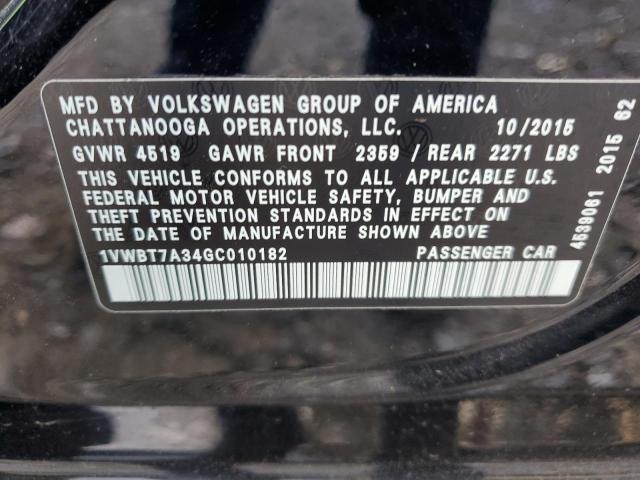 MFD BY VOLKSWAGEN GROUP OF AMERICA
CHATTANOOGA OPERATIONS, LLC. 10/2015
GVWR 4519 GAWR FRONT 2359 / REAR 2271 LBS
THIS VEHICLE CONFORMS TO ALL APPLICABLE U.S.
FEDERAL MOTOR VEHICLE SAFETY, BUMPER AND
THEFT PREVENTION STANDARDS IN EFFECT ON
THE DATE OF MANUFACTURE SHOWN ABOVE
1VWBT7A34GC010182 PASSENGER CAR
4539061 2015 62